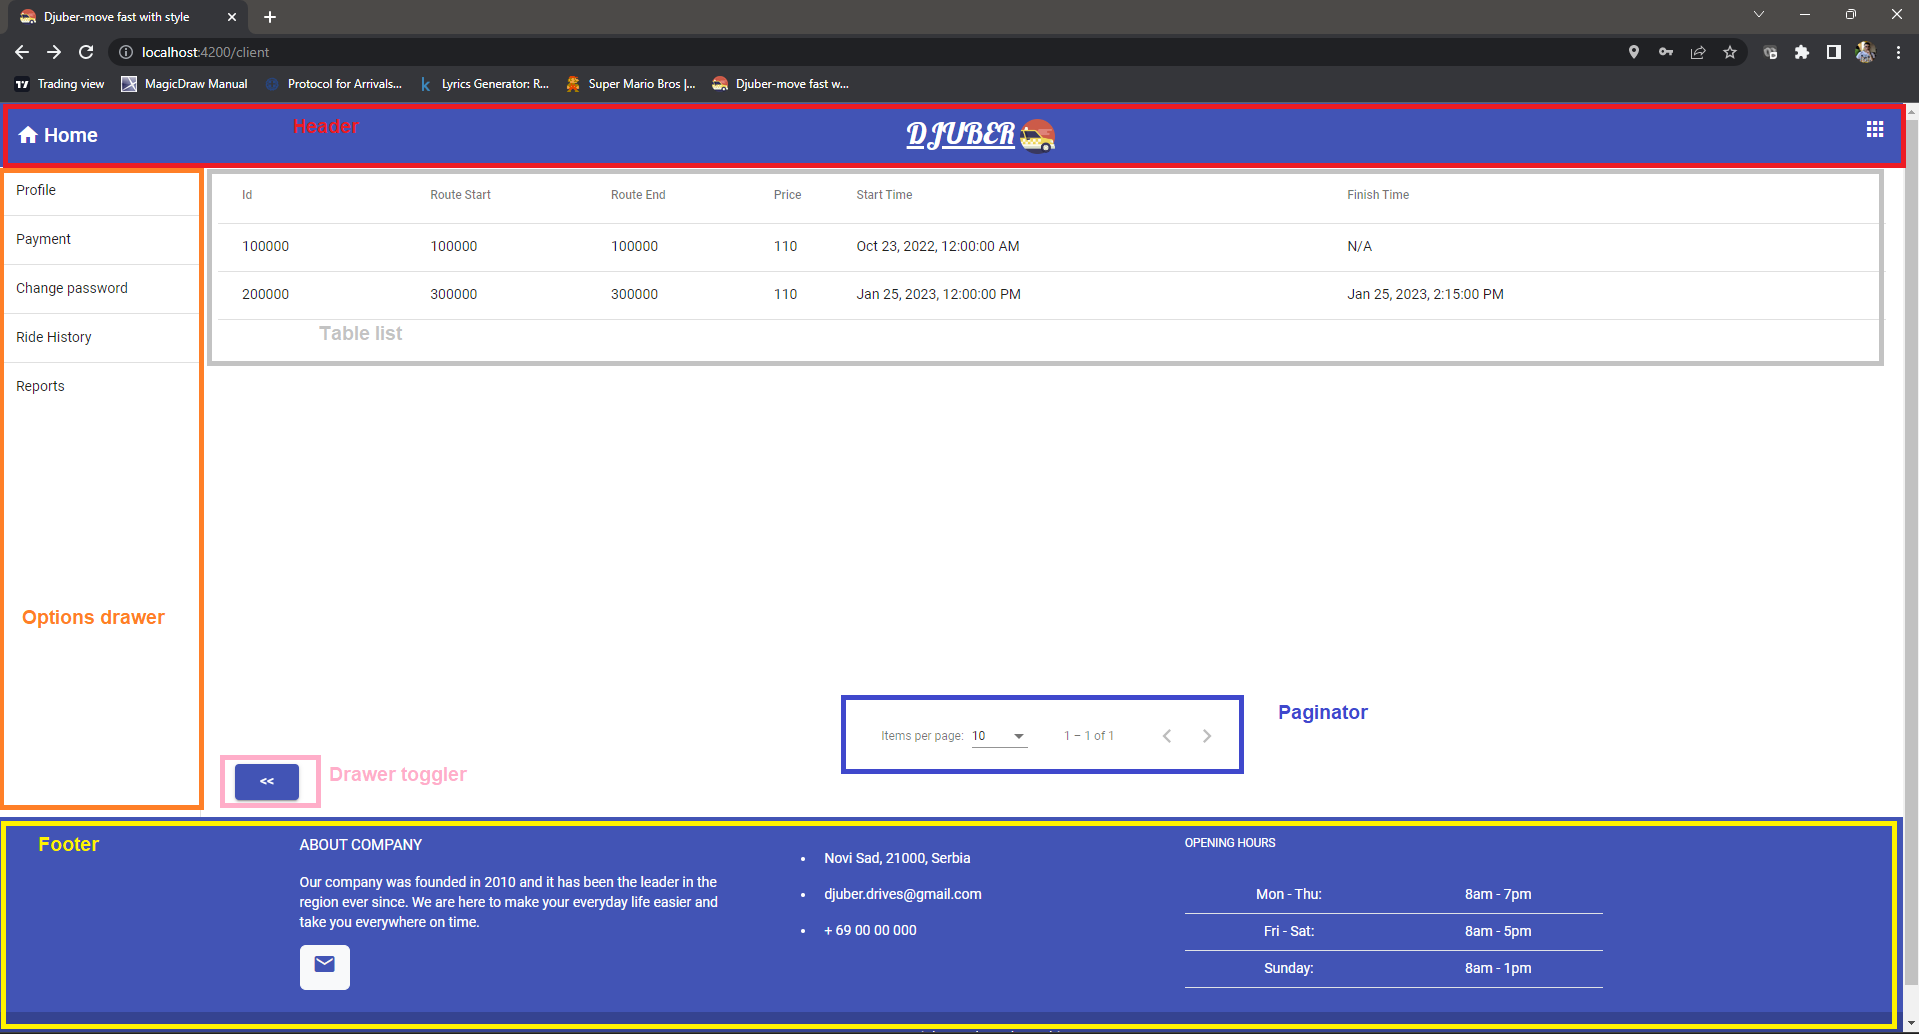 Djuber-move fast with style
localhost:4200/client
Trading view MagicDraw Manual Protocol for Arrivals... Lyrics Generator: R... Super Mario Bros |... Djuber-move fast w...
Home Header DJUBER
Profile
Payment
Change password
Ride History
Reports
Options drawer
Id Route Start Route End Price Start Time Finish Time
100000 100000 100000 110 Oct 23, 2022, 12:00:00 AM N/A
200000 300000 300000 110 Jan 25, 2023, 12:00:00 PM Jan 25, 2023, 2:15:00 PM
Table list
Paginator
Items per page: 10 1 – 1 of 1
<< Drawer toggler
Footer
ABOUT COMPANY
Our company was founded in 2010 and it has been the leader in the
region ever since. We are here to make your everyday life easier and
take you everywhere on time.
• Novi Sad, 21000, Serbia
• djuber.drives@gmail.com
• + 69 00 00 000
OPENING HOURS
Mon - Thu: 8am - 7pm
Fri - Sat: 8am - 5pm
Sunday: 8am - 1pm